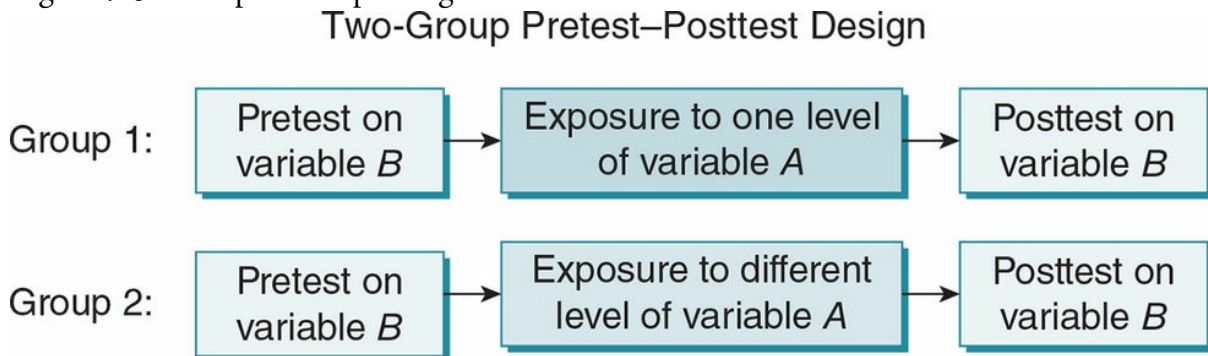 Two-Group Pretest–Posttest Design
Group 1:
Pretest on
variable B
Exposure to one level
of variable A
Posttest on
variable B
Group 2:
Pretest on
variable B
Exposure to different
level of variable A
Posttest on
variable B